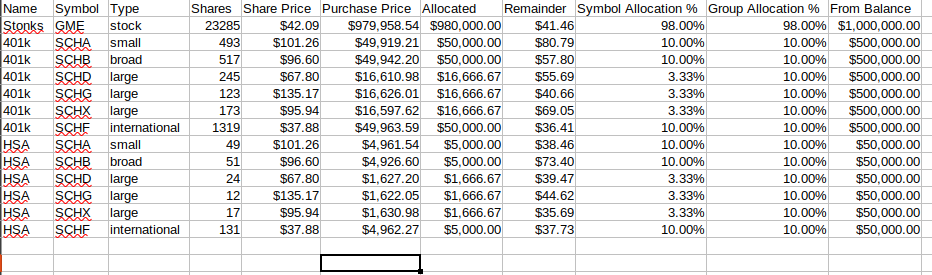 Name Symbol Type Shares Share Price Purchase Price Allocated Remainder Symbol Allocation % Group Allocation % From Balance
Stonks GME stock 23285 $42.09 $979,958.54 $980,000.00 $41.46 98.00% 98.00% $1,000,000.00
401k SCHA small 493 $101.26 $49,919.21 $50,000.00 $80.79 10.00% 10.00% $500,000.00
401k SCHB broad 517 $96.60 $49,942.20 $50,000.00 $57.80 10.00% 10.00% $500,000.00
401k SCHD large 245 $67.80 $16,610.98 $16,666.67 $55.69 3.33% 10.00% $500,000.00
401k SCHG large 123 $135.17 $16,626.01 $16,666.67 $40.66 3.33% 10.00% $500,000.00
401k SCHX large 173 $95.94 $16,597.62 $16,666.67 $69.05 3.33% 10.00% $500,000.00
401k SCHF international 1319 $37.88 $49,963.59 $50,000.00 $36.41 10.00% 10.00% $500,000.00
HSA SCHA small 49 $101.26 $4,961.54 $5,000.00 $38.46 10.00% 10.00% $50,000.00
HSA SCHB broad 51 $96.60 $4,926.60 $5,000.00 $73.40 10.00% 10.00% $50,000.00
HSA SCHD large 24 $67.80 $1,627.20 $1,666.67 $39.47 3.33% 10.00% $50,000.00
HSA SCHG large 12 $135.17 $1,622.05 $1,666.67 $44.62 3.33% 10.00% $50,000.00
HSA SCHX large 17 $95.94 $1,630.98 $1,666.67 $35.69 3.33% 10.00% $50,000.00
HSA SCHF international 131 $37.88 $4,962.27 $5,000.00 $37.73 10.00% 10.00% $50,000.00